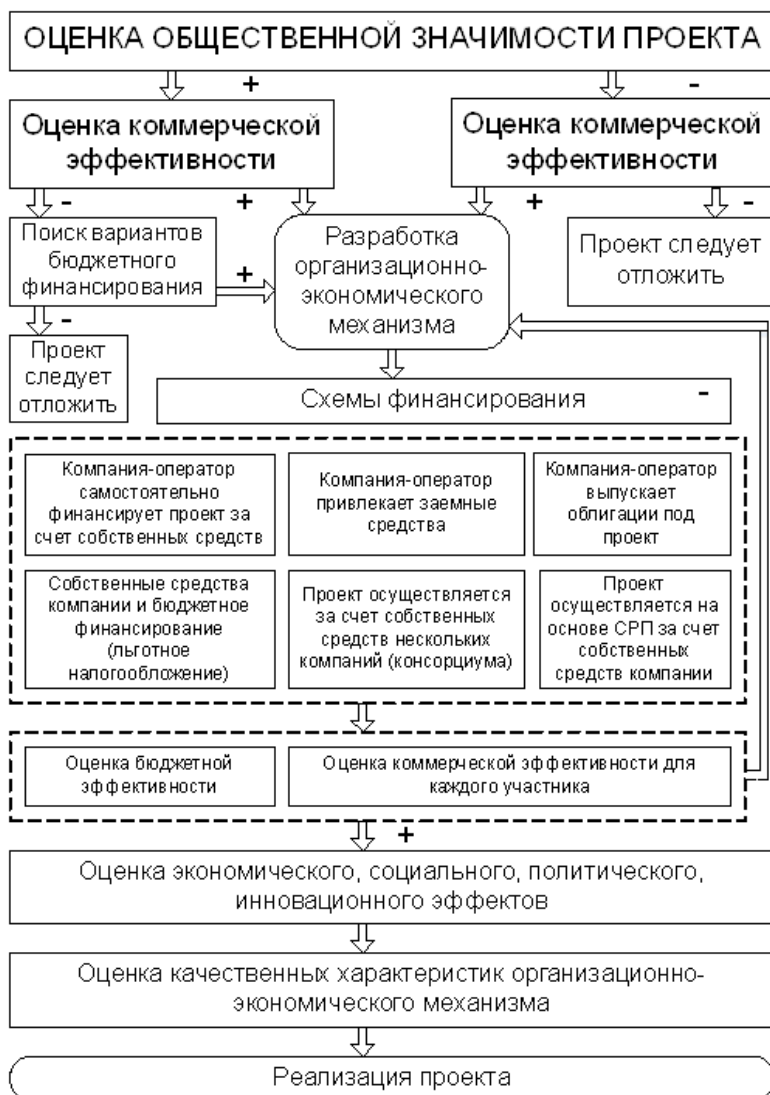 ОЦЕНКА ОБЩЕСТВЕННОЙ ЗНАЧИМОСТИ ПРОЕКТА
+
-
Оценка коммерческой
эффективности
Оценка коммерческой
эффективности
-
+
+
-
Поиск вариантов
бюджетного
финансирования
+
Разработка
организационно-
экономического
механизма
Проект следует
отложить
-
Проект
следует
отложить
Схемы финансирования
-
Компания-оператор
самостоятельно
финансирует проект за
счет собственных средств
Компания-оператор
привлекает заемные
средства
Компания-оператор
выпускает
облигации под
проект
Собственные средства
компании и бюджетное
финансирование
(льготное
налогообложение)
Проект осуществляется
за счет собственных
средств нескольких
компаний (консорциума)
Проект
осуществляется на
основе СРП за счет
собственных
средств компании
Оценка бюджетной
эффективности
Оценка коммерческой эффективности для
каждого участника
+
Оценка экономического, социального, политического,
инновационного эффектов
Оценка качественных характеристик организационно-
экономического механизма
Реализация проекта